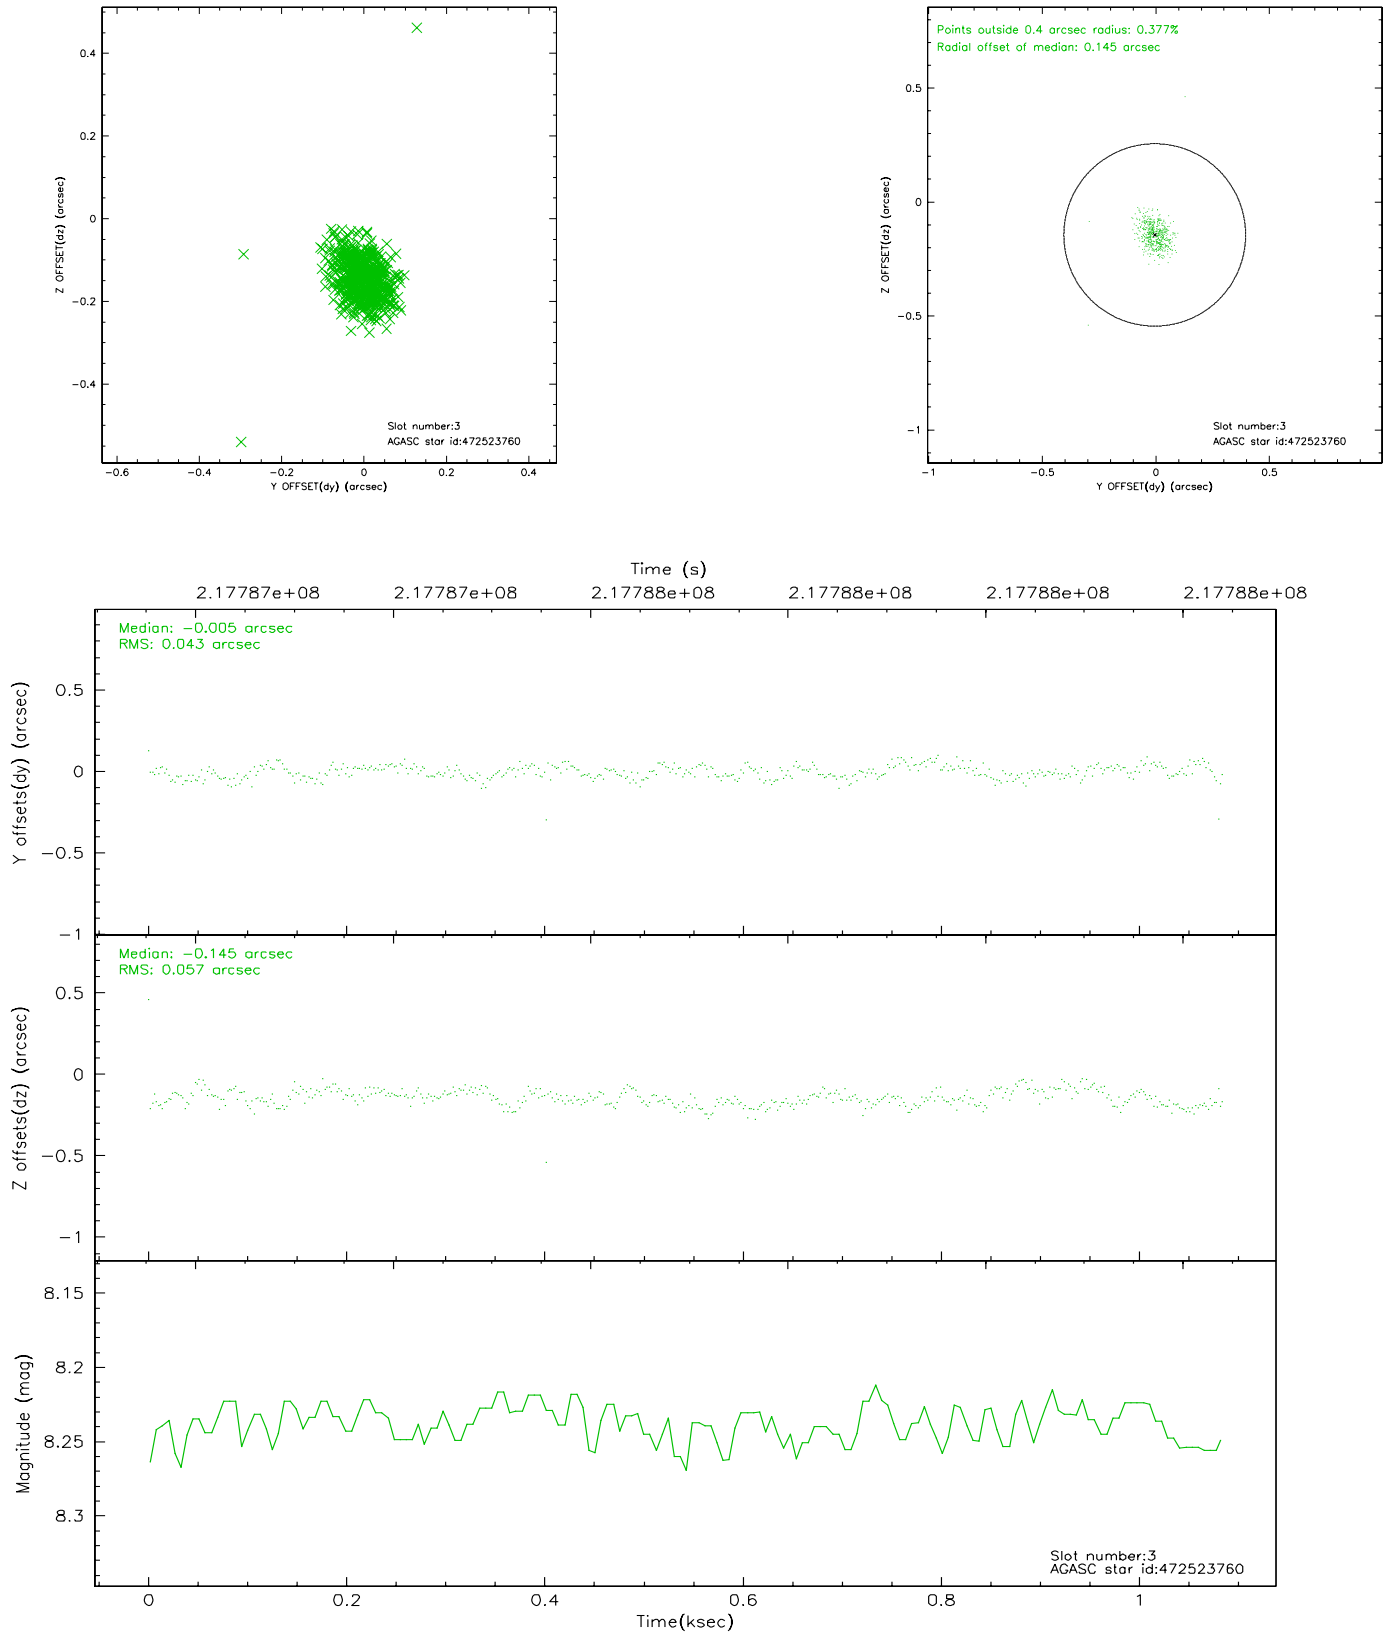 0.4
0.2
0
-0.2
-0.4
Z OFFSET(dz) (arcsec)
Slot number:3
AGASC star id:472523760
-0.6 -0.4 -0.2 0 0.2 0.4
Y OFFSET(dy) (arcsec)
Points outside 0.4 arcsec radius: 0.377%
Radial offset of median: 0.145 arcsec
0.5
0
-0.5
-1
Z OFFSET(dz) (arcsec)
Slot number:3
AGASC star id:472523760
-1 -0.5 0 0.5
Y OFFSET(dy) (arcsec)
Time (s)
2.17787e+08 2.17787e+08 2.17788e+08 2.17788e+08 2.17788e+08 2.17788e+08
Median: -0.005 arcsec
RMS: 0.043 arcsec
0.5
0
-0.5
-1
Y offsets(dy) (arcsec)
Median: -0.145 arcsec
RMS: 0.057 arcsec
0.5
0
-0.5
-1
Z offsets(dz) (arcsec)
8.15
8.2
8.25
8.3
Magnitude (mag)
Slot number:3
AGASC star id:472523760
0 0.2 0.4 0.6 0.8 1
Time(ksec)